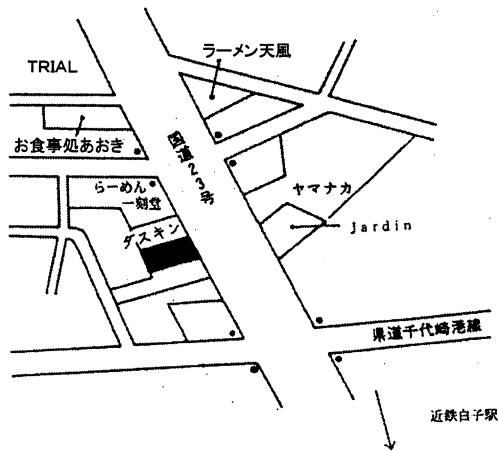 ラーメン天風
TRIAL
お食事処あおき
国道23号
らーめん
一刻堂
ヤマナカ
Jardin
ダスキン
県道千代崎港線
近鉄白子駅